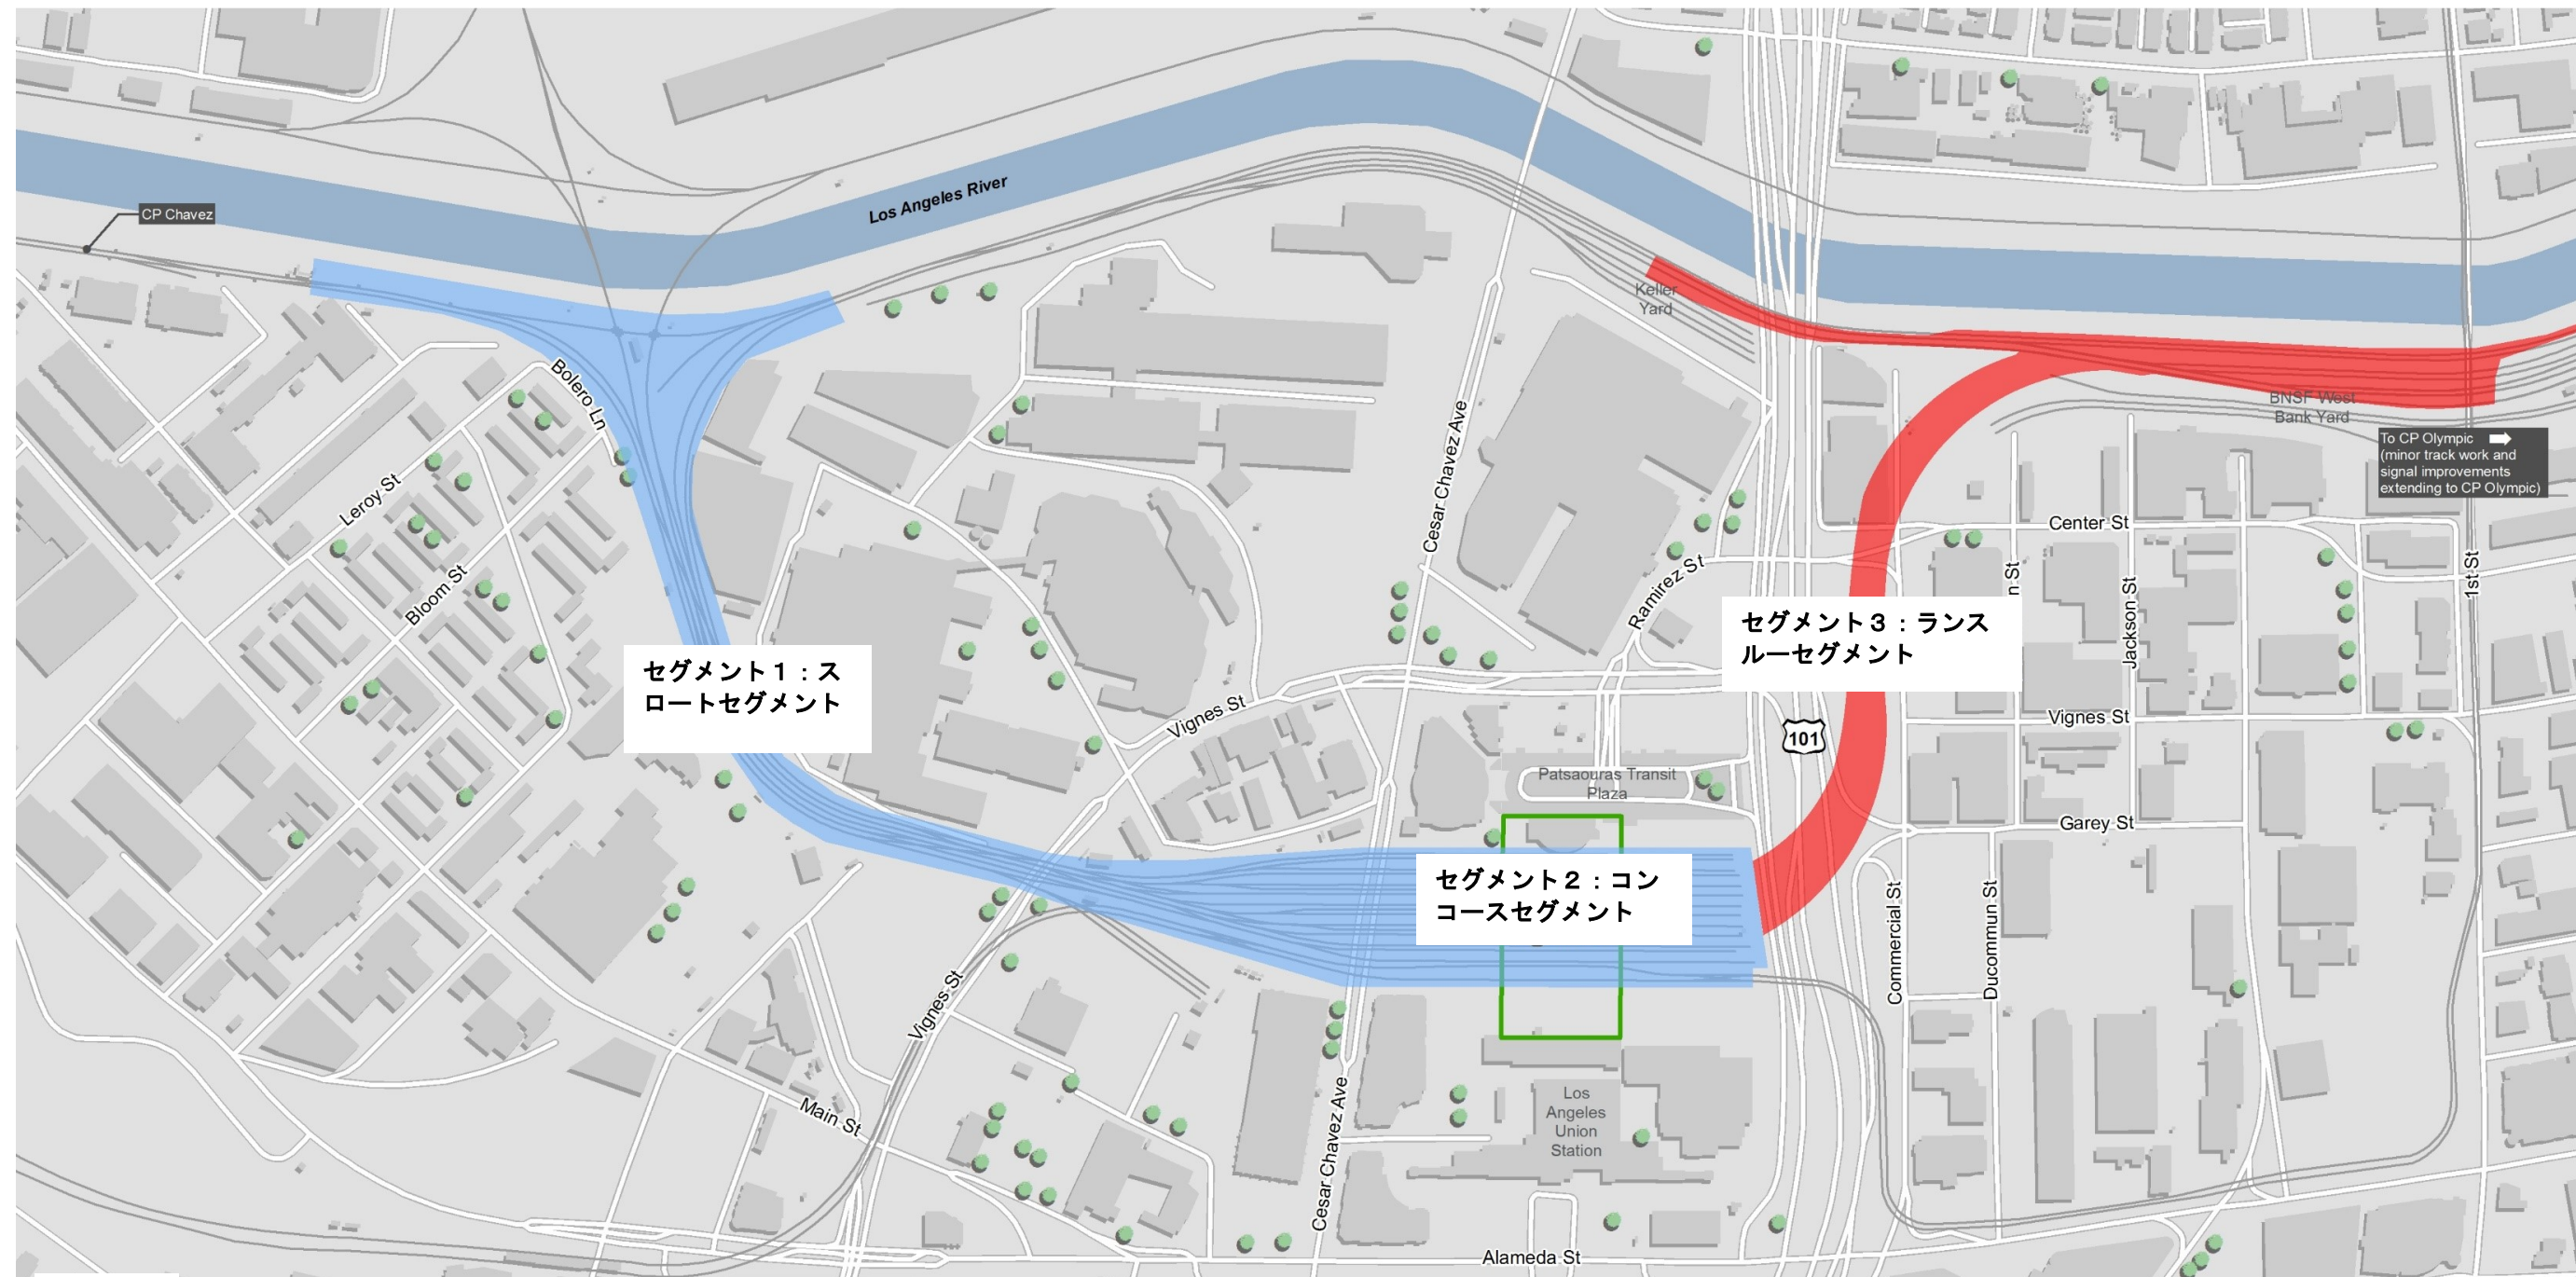 CP Chavez
Los Angeles River
Keller
Yard
BNSF West
Bank Yard
To CP Olympic
(minor track work and
signal improvements
extending to CP Olympic)
Bolero Ln
Leroy St
Bloom St
Cesar Chavez Ave
Ramirez St
Center St
n St
Jackson St
1st St
セグメント3：ランス
ルーセグメント
セグメント1：ス
ロートセグメント
Vignes St
Vignes St
101
Patsaouras Transit
Plaza
Garey St
セグメント2：コン
コースセグメント
Commercial St
Ducommun St
Vignes St
Main St
Cesar Chavez Ave
Los
Angeles
Union
Station
Alameda St